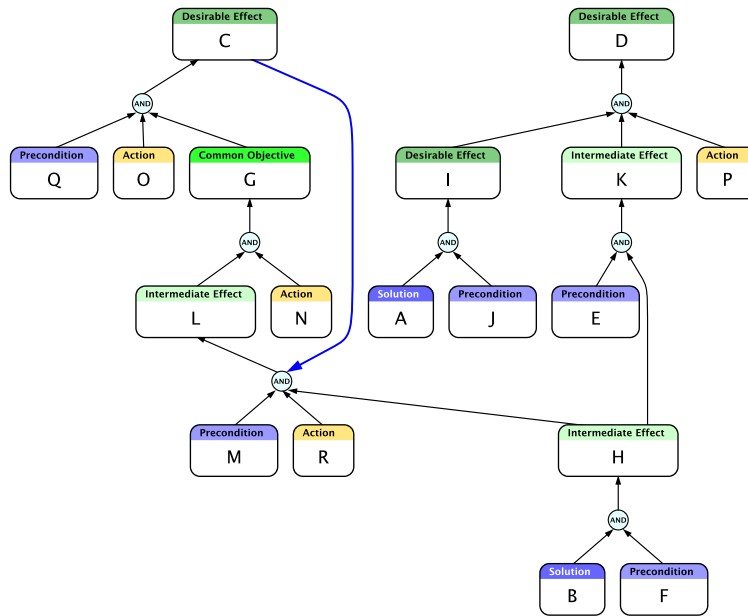 Desirable Effect
C
Desirable Effect
D
AND
AND
Precondition
Q
Action
O
Common Objective
G
Desirable Effect
I
Intermediate Effect
K
Action
P
AND
AND
AND
Intermediate Effect
L
Action
N
Solution
A
Precondition
J
Precondition
E
AND
Precondition
M
Action
R
Intermediate Effect
H
AND
Solution
B
Precondition
F